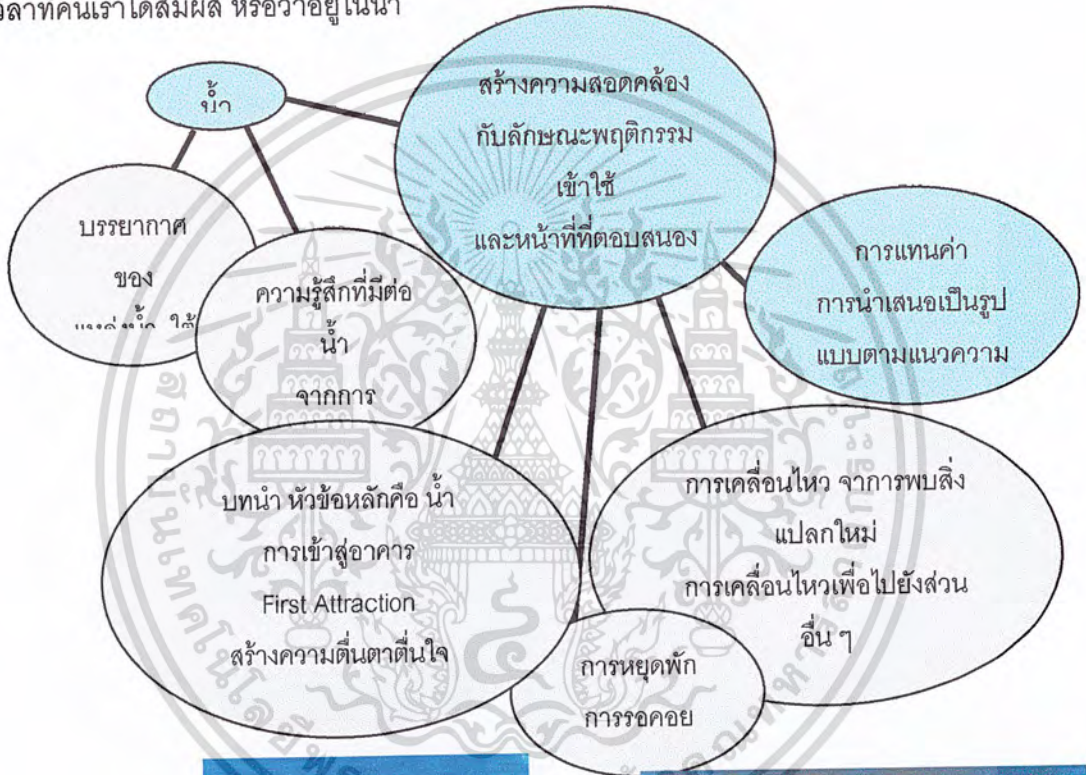 หรือว่าอยู่ในน้ำ
น้ำ
สร้างความสอดคล้อง
กับลักษณะพฤติกรรม
เข้าใช้
และหน้าที่ที่ตอบสนอง
บรรยากาศ
ของ
ความรู้สึกที่มีต่อ
น้ำ
จากการ
การแทนค่า
การนำเสนอเป็นรูป
แบบตามแนวความ
บทนำ หัวข้อหลักคือ น้ำ
การเข้าสู่อาคาร
First Attraction
สร้างความตื่นตาตื่นใจ
การเคลื่อนไหว จาการพบสิ่ง
แปลกใหม่
การเคลื่อนไหวเพื่อไปยังส่วน
อื่น ๆ
การหยุดพัก
การรอคอย